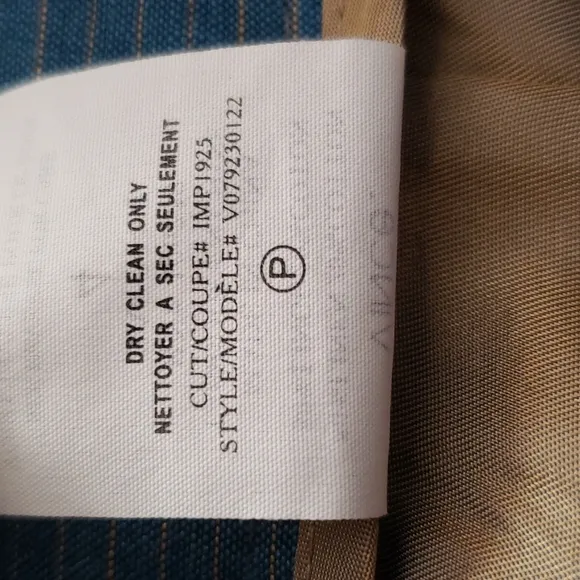 DRY CLEAN ONLY
NETTOYER A SEC SEULEMENT
CUT/COUPE# IMP1925
STYLE/MODÈLE# V079230122
P